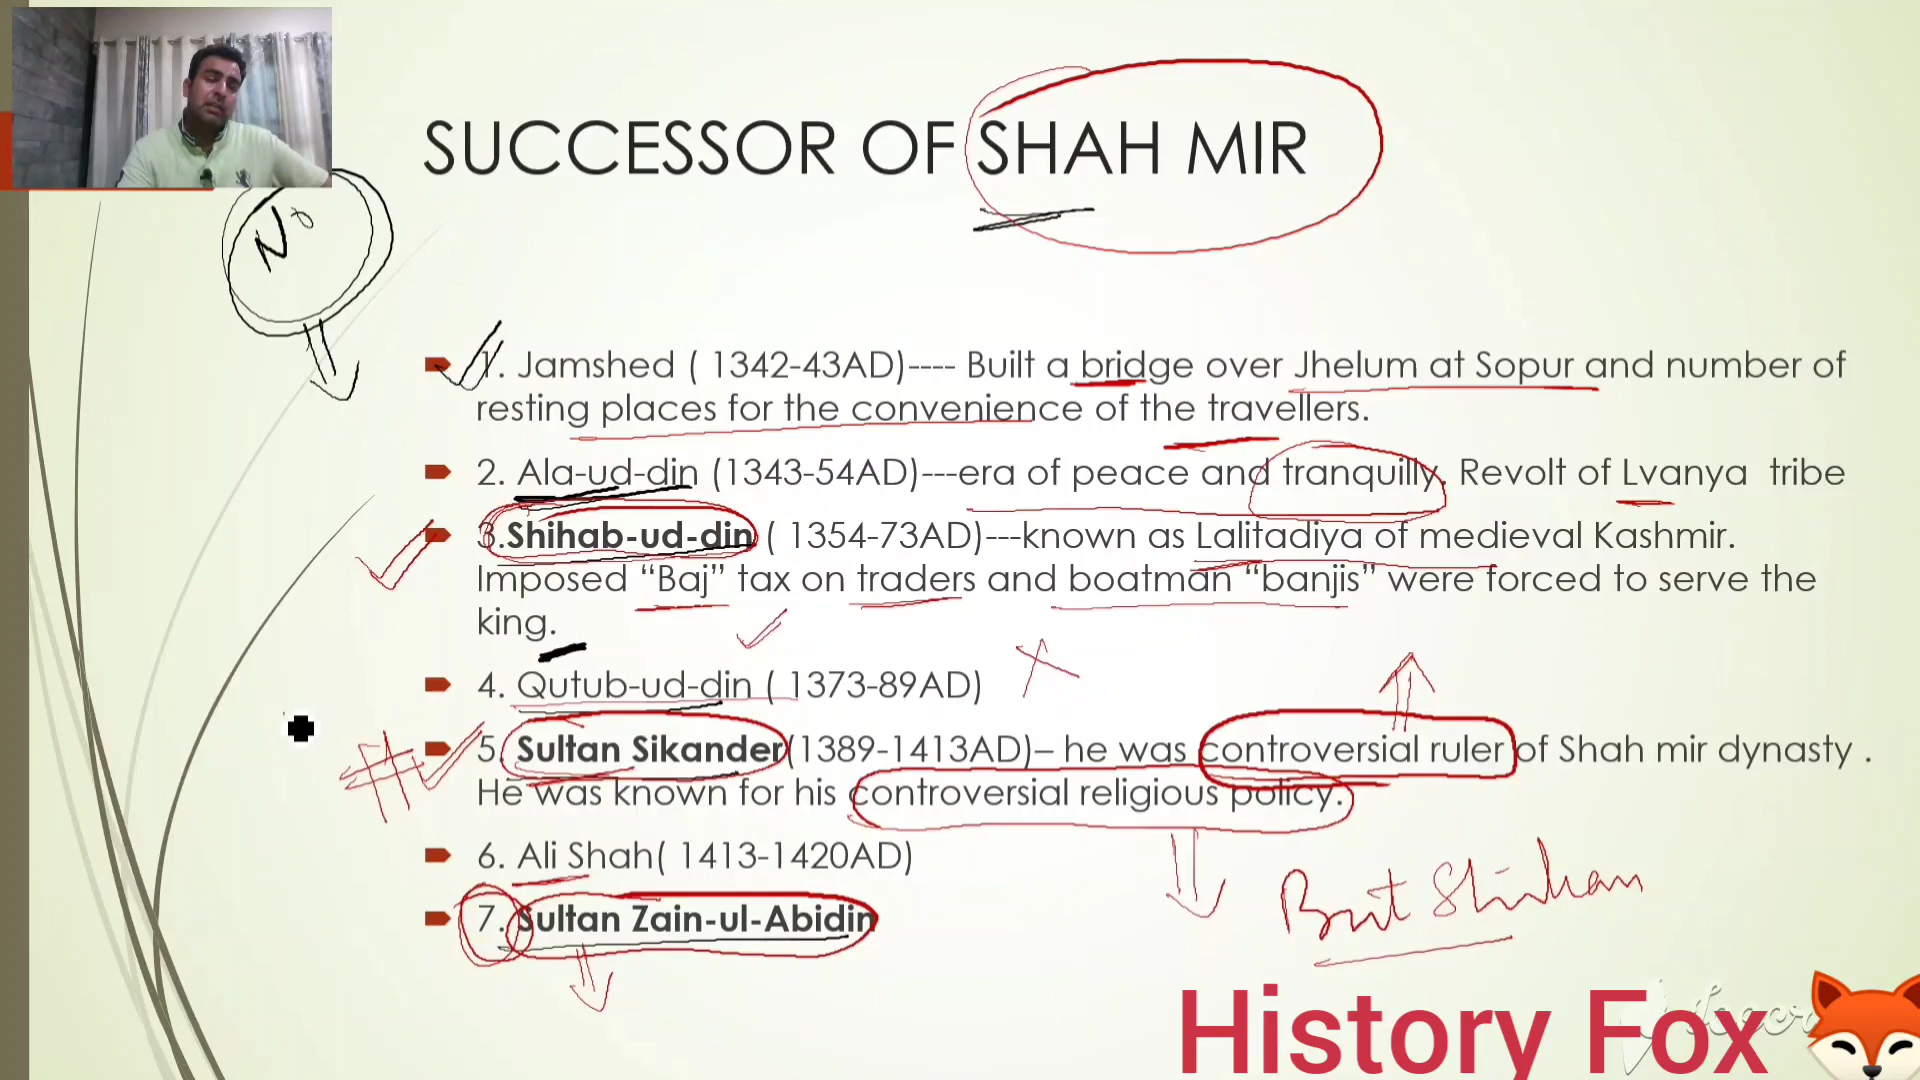 SUCCESSOR OF SHAH MIR
No
1. Jamshed ( 1342-43AD)---- Built a bridge over Jhelum at Sopur and number of
resting places for the convenience of the travellers.
2. Ala-ud-din (1343-54AD)---era of peace and tranquilly. Revolt of Lvanya tribe
3.Shihab-ud-din ( 1354-73AD)---known as Lalitadiya of medieval Kashmir.
Imposed “Baj” tax on traders and boatman “banjis” were forced to serve the
king.
4. Qutub-ud-din ( 1373-89AD)
5. Sultan Sikander(1389-1413AD)– he was controversial ruler of Shah mir dynasty .
He was known for his controversial religious policy.
6. Ali Shah( 1413-1420AD)
But Shikan
7. Sultan Zain-ul-Abidin
History Fox